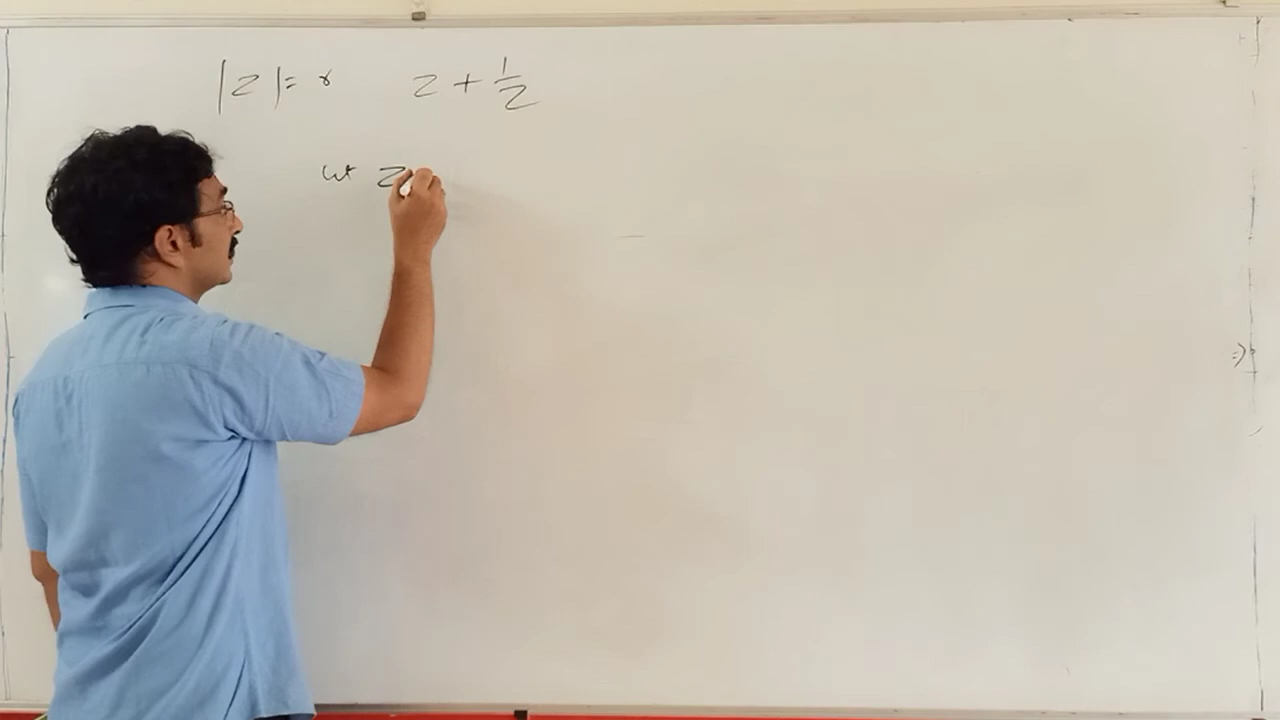 |z| = r z + 1/z
let z
=)